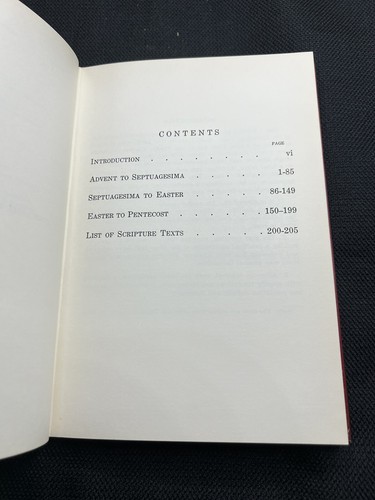 CONTENTS
PAGE
Introduction . . . . . . . . vi
Advent to Septuagesima . . . . . 1-85
Septuagesima to Easter . . . . . 86-149
Easter to Pentecost . . . . . 150–199
List of Scripture Texts . . . . . 200-205